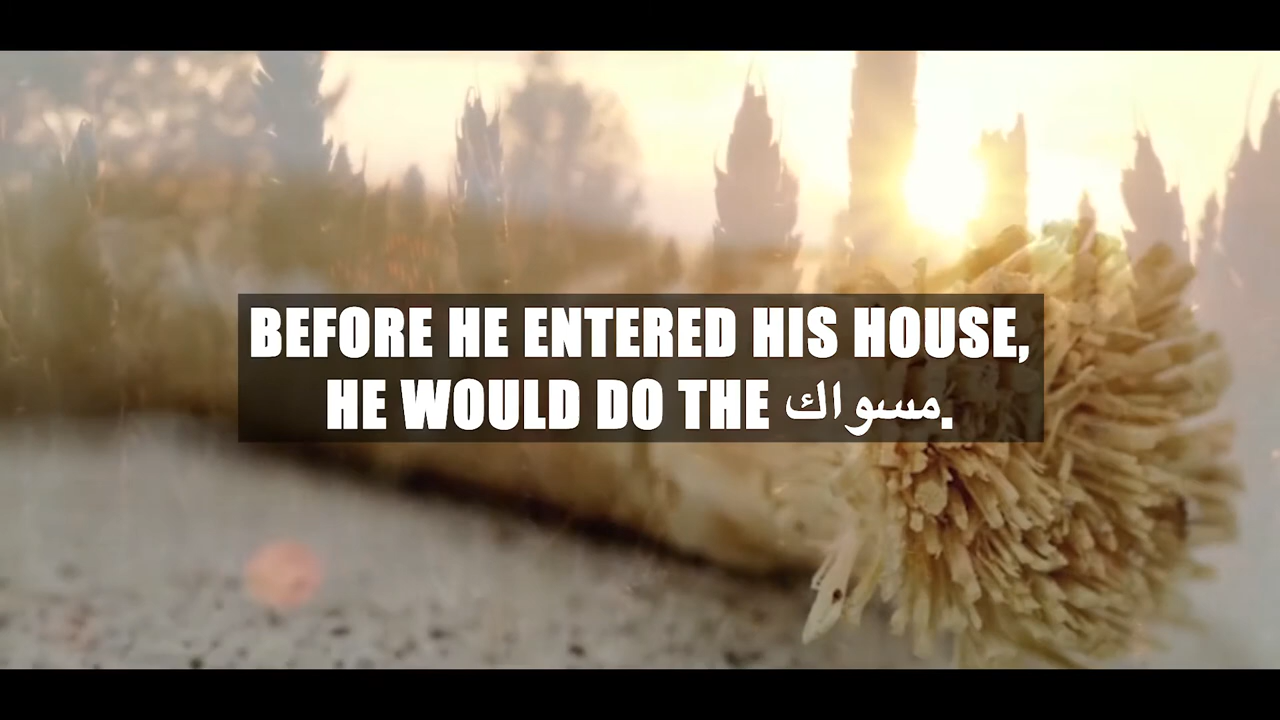 BEFORE HE ENTERED HIS HOUSE,
HE WOULD DO THE مسواك.